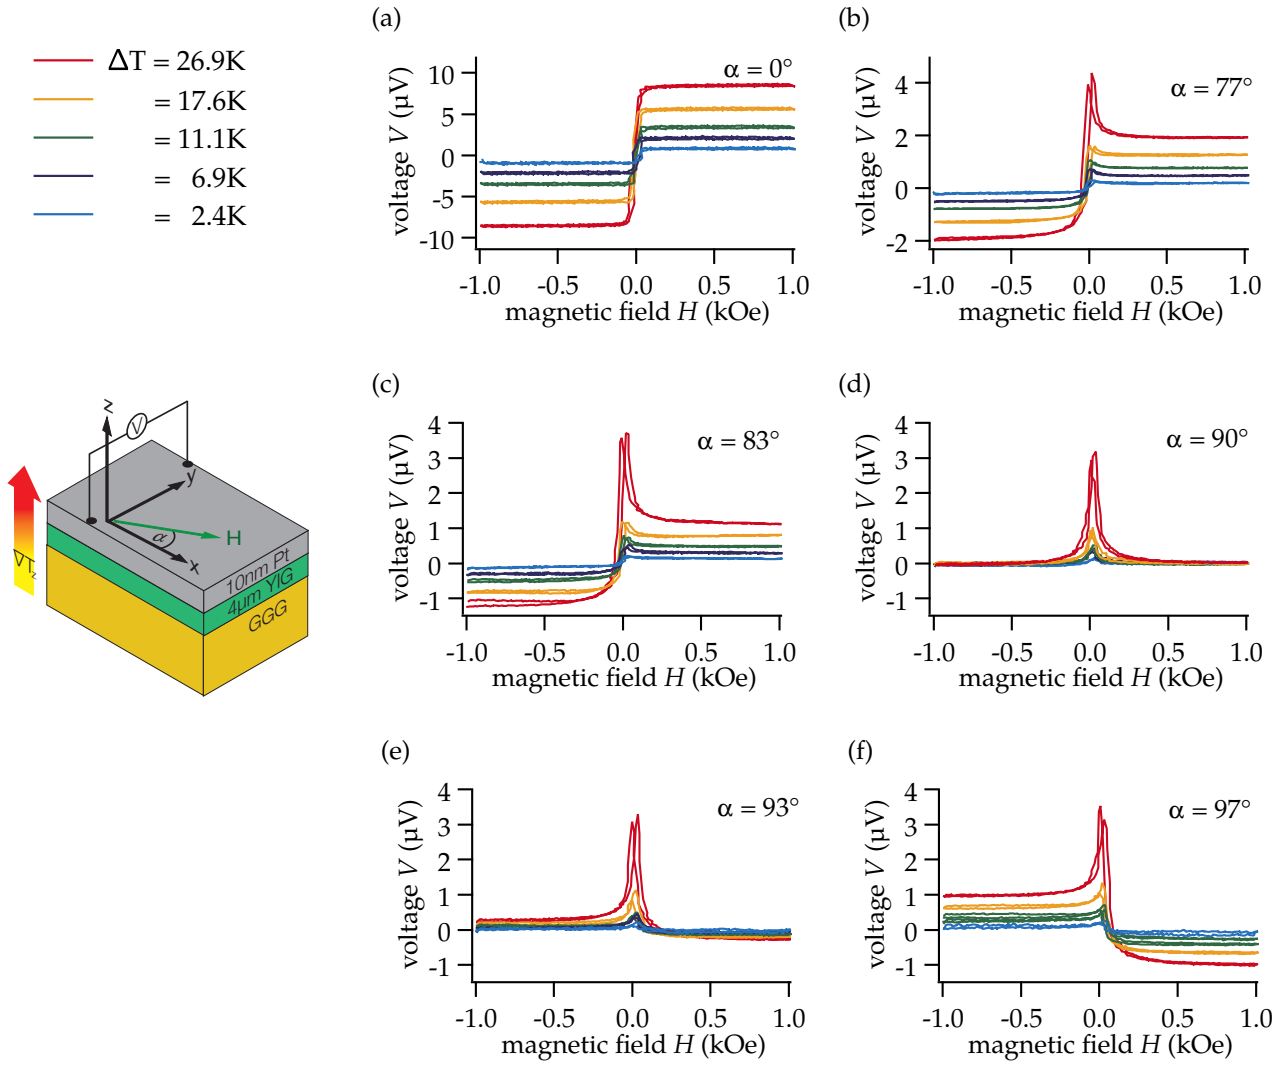 ΔT = 26.9K
= 17.6K
= 11.1K
= 6.9K
= 2.4K
(a)
α = 0°
voltage V (µV)
10
5
0
-5
-10
-1.0 -0.5 0.0 0.5 1.0
magnetic field H (kOe)
(b)
α = 77°
voltage V (µV)
4
2
0
-2
-1.0 -0.5 0.0 0.5 1.0
magnetic field H (kOe)
z
V
y
H
α
x
∇Tz
10nm Pt
4µm YIG
GGG
(c)
α = 83°
voltage V (µV)
4
3
2
1
0
-1
-1.0 -0.5 0.0 0.5 1.0
magnetic field H (kOe)
(d)
α = 90°
voltage V (µV)
4
3
2
1
0
-1
-1.0 -0.5 0.0 0.5 1.0
magnetic field H (kOe)
(e)
α = 93°
voltage V (µV)
4
3
2
1
0
-1
-1.0 -0.5 0.0 0.5 1.0
magnetic field H (kOe)
(f)
α = 97°
voltage V (µV)
4
3
2
1
0
-1
-1.0 -0.5 0.0 0.5 1.0
magnetic field H (kOe)